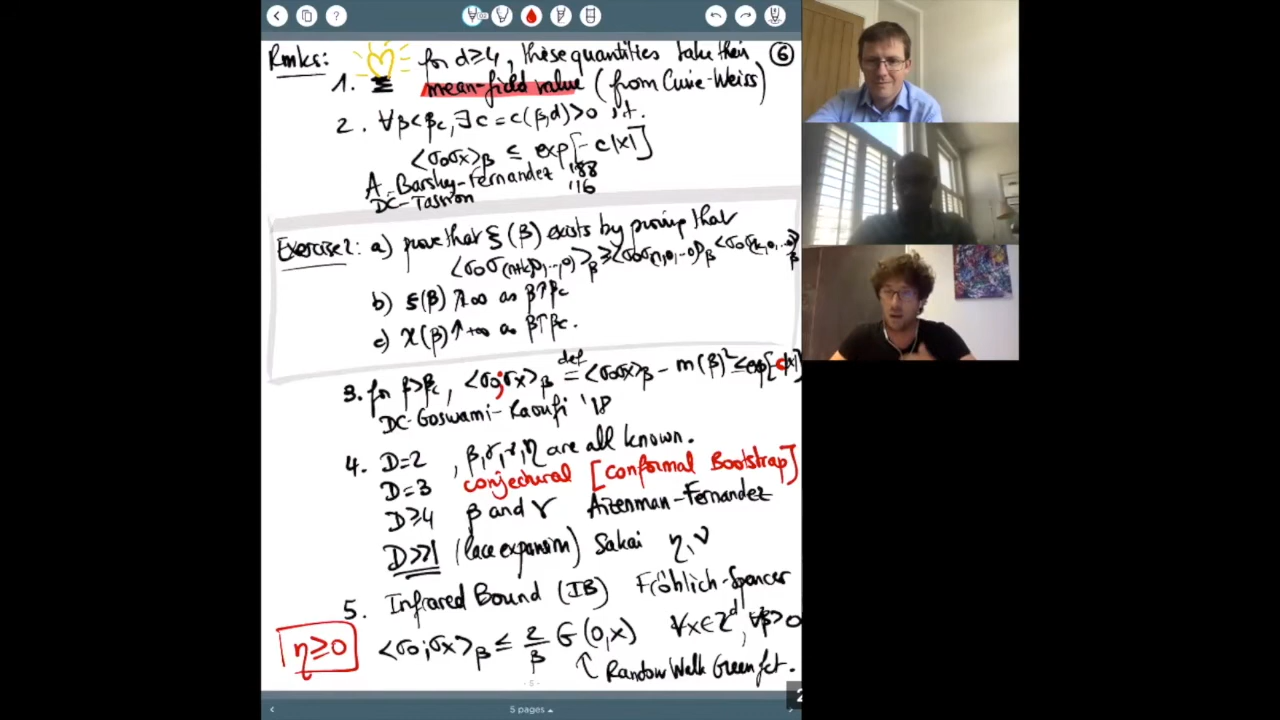 Rmks: for d≥4, these quantities take their ⑥
1. mean-field value (from Curie-Weiss)
2. ∀β<βc, ∃c=c(β,d)>0 s.t.
<σ0σx>β ≤ exp[-c|x|]
A-Barsky-Fernandez '88
DC-Tassion '16
Exercise 2: a) prove that ξ(β) exists by proving that
<σ0σ(n+k,0,..,0)>β ≥ <σ0σ(n,0,..,0)>β <σ0σ(k,0,..,0)>β
b) ξ(β) ↗+∞ as β↑βc
c) χ(β)↑+∞ as β↑βc.
3. for β>βc, <σ0;σx>β =def <σ0σx>β - m(β)² ≤exp[-c|x|]
DC-Goswami-Raoufi '18
4. D=2 , β,γ,ν,η are all known.
D=3 conjectural [Conformal Bootstrap]
D≥4 β and γ Aizenman-Fernandez
D>>1 (lace expansion) Sakai η,ν
5. Infrared Bound (IB) Fröhlich-Spencer
η≥0 <σ0;σx>β ≤ 2/β G(0,x) ∀x∈Z^d, ∀β>0
↑ Random Walk Green fct.
- 5 -
5 pages
2